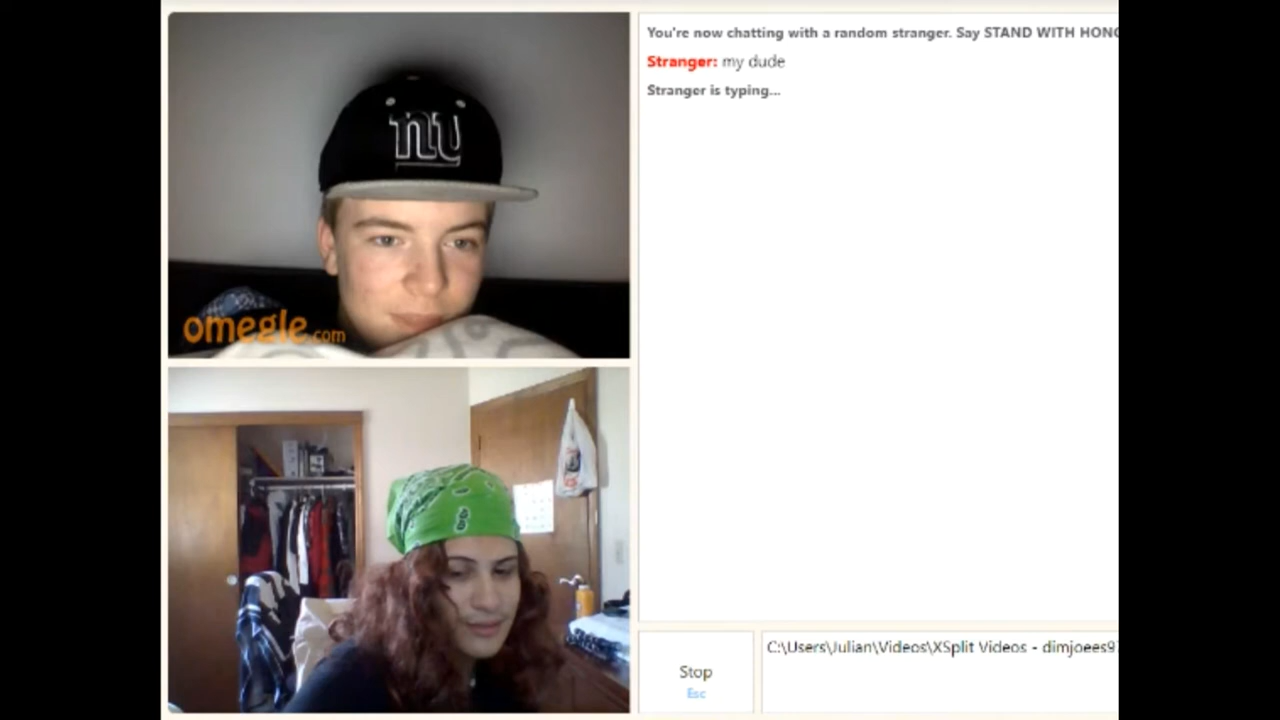 You're now chatting with a random stranger. Say STAND WITH HONG
Stranger: my dude
Stranger is typing...
ny
omegle.com
Stop
Esc
C:\Users\Julian\Videos\XSplit Videos - dimjoees9